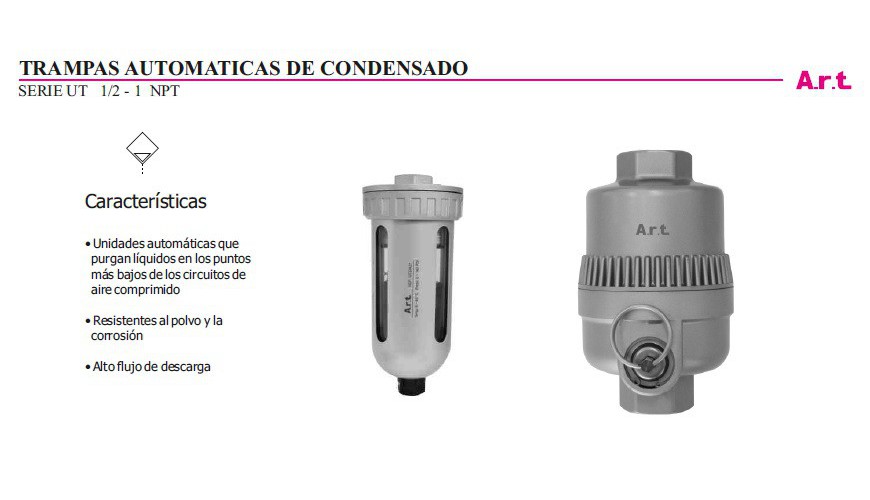 TRAMPAS AUTOMATICAS DE CONDENSADO
A.r.t.
SERIE UT 1/2 - 1 NPT
Características
• Unidades automáticas que
purgan líquidos en los puntos
más bajos de los circuitos de
aire comprimido
• Resistentes al polvo y la
corrosión
• Alto flujo de descarga
A.r.t.
A.r.t.